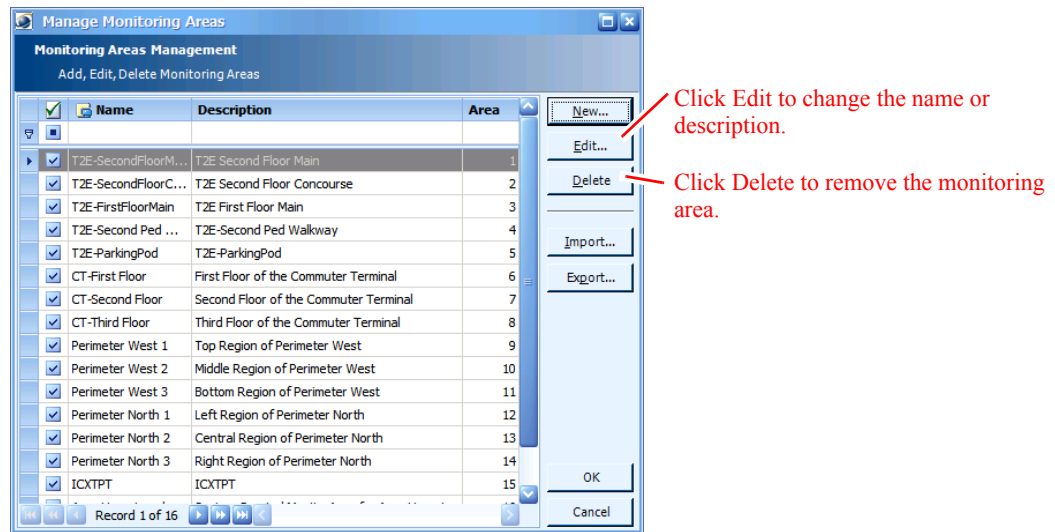 Manage Monitoring Areas
Monitoring Areas Management
Add, Edit, Delete Monitoring Areas
Name Description Area
T2E-SecondFloorM... T2E Second Floor Main 1
T2E-SecondFloorC... T2E Second Floor Concourse 2
T2E-FirstFloorMain T2E First Floor Main 3
T2E-Second Ped ... T2E-Second Ped Walkway 4
T2E-ParkingPod T2E-ParkingPod 5
CT-First Floor First Floor of the Commuter Terminal 6
CT-Second Floor Second Floor of the Commuter Terminal 7
CT-Third Floor Third Floor of the Commuter Terminal 8
Perimeter West 1 Top Region of Perimeter West 9
Perimeter West 2 Middle Region of Perimeter West 10
Perimeter West 3 Bottom Region of Perimeter West 11
Perimeter North 1 Left Region of Perimeter North 12
Perimeter North 2 Central Region of Perimeter North 13
Perimeter North 3 Right Region of Perimeter North 14
ICXTPT ICXTPT 15
Record 1 of 16
New...
Edit...
Delete
Import...
Export...
OK
Cancel
Click Edit to change the name or
description.
Click Delete to remove the monitoring
area.